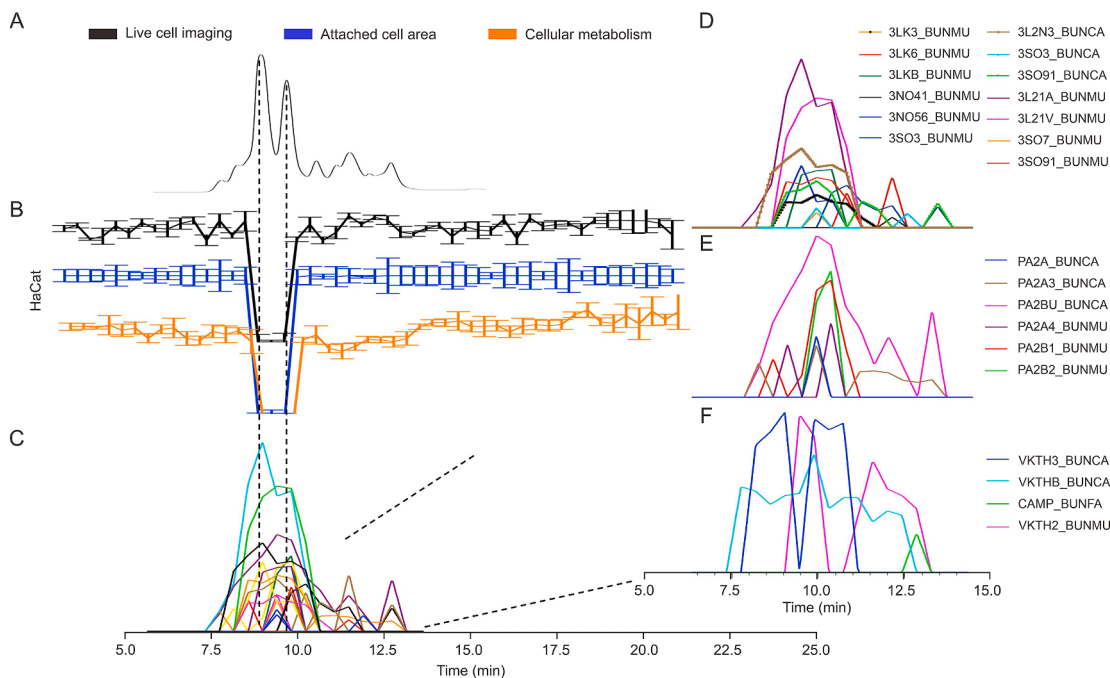 A
Live cell imaging
Attached cell area
Cellular metabolism
B
HaCat
C
5.0 7.5 10.0 12.5 15.0 17.5 20.0 22.5 25.0
Time (min)
D
3LK3_BUNMU
3LK6_BUNMU
3LKB_BUNMU
3NO41_BUNMU
3NO56_BUNMU
3SO3_BUNMU
3L2N3_BUNCA
3SO3_BUNCA
3SO91_BUNCA
3L21A_BUNMU
3L21V_BUNMU
3SO7_BUNMU
3SO91_BUNMU
E
PA2A_BUNCA
PA2A3_BUNCA
PA2BU_BUNCA
PA2A4_BUNMU
PA2B1_BUNMU
PA2B2_BUNMU
F
VKTH3_BUNCA
VKTHB_BUNCA
CAMP_BUNFA
VKTH2_BUNMU
5.0 7.5 10.0 12.5 15.0
Time (min)